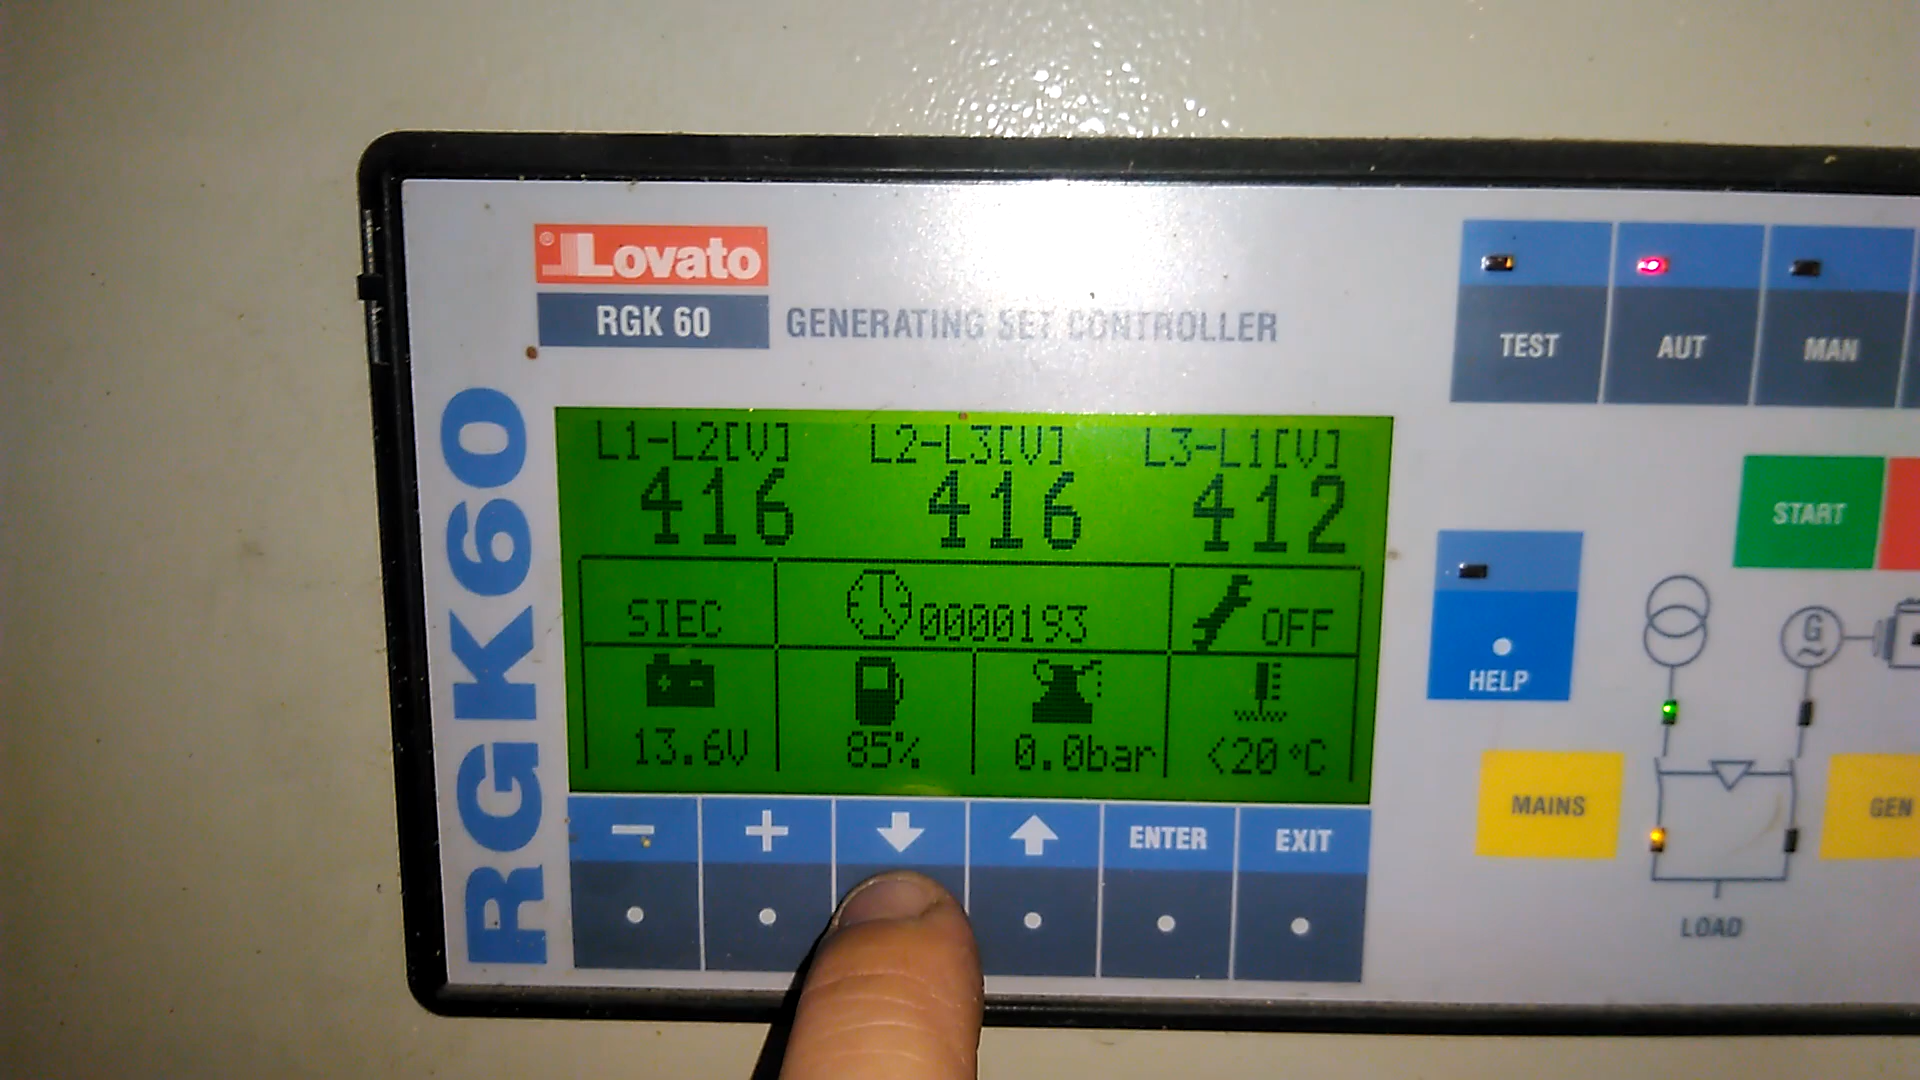 ® Lovato
RGK 60 GENERATING SET CONTROLLER
RGK60
L1-L2[V] L2-L3[V] L3-L1[V]
416 416 412
SIEC 0000193 OFF
13.6V 85% 0.0bar <20°C
- + ENTER EXIT
TEST AUT MAN
START
HELP
G
MAINS GEN
LOAD